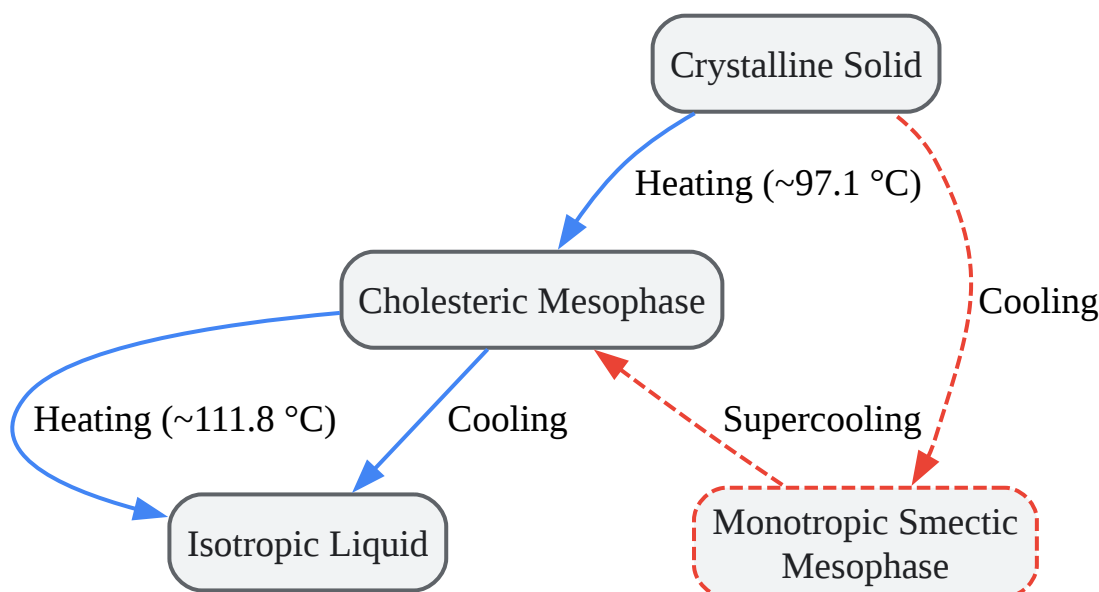 Crystalline Solid
Heating (~97.1 °C)
Cholesteric Mesophase
Cooling
Heating (~111.8 °C)
Cooling
Supercooling
Isotropic Liquid
Monotropic Smectic
Mesophase